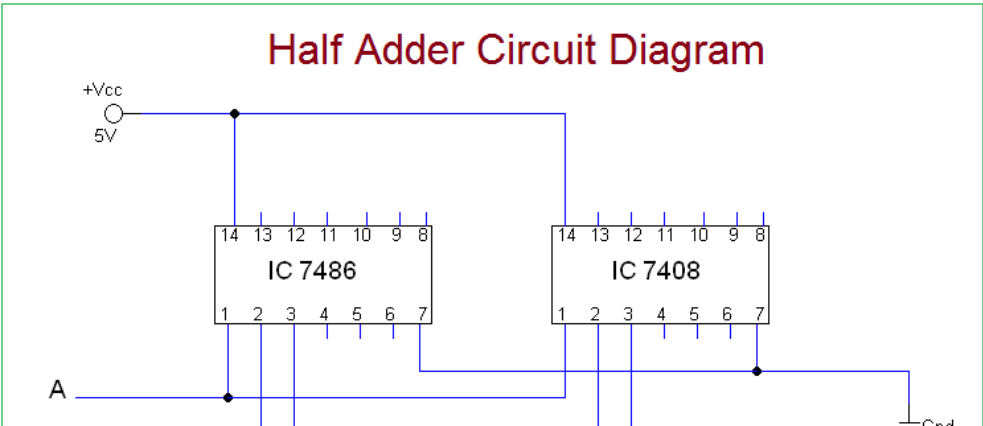 Half Adder Circuit Diagram
+Vcc
5V
14 13 12 11 10 9 8
IC 7486
1 2 3 4 5 6 7
14 13 12 11 10 9 8
IC 7408
1 2 3 4 5 6 7
A
Gnd